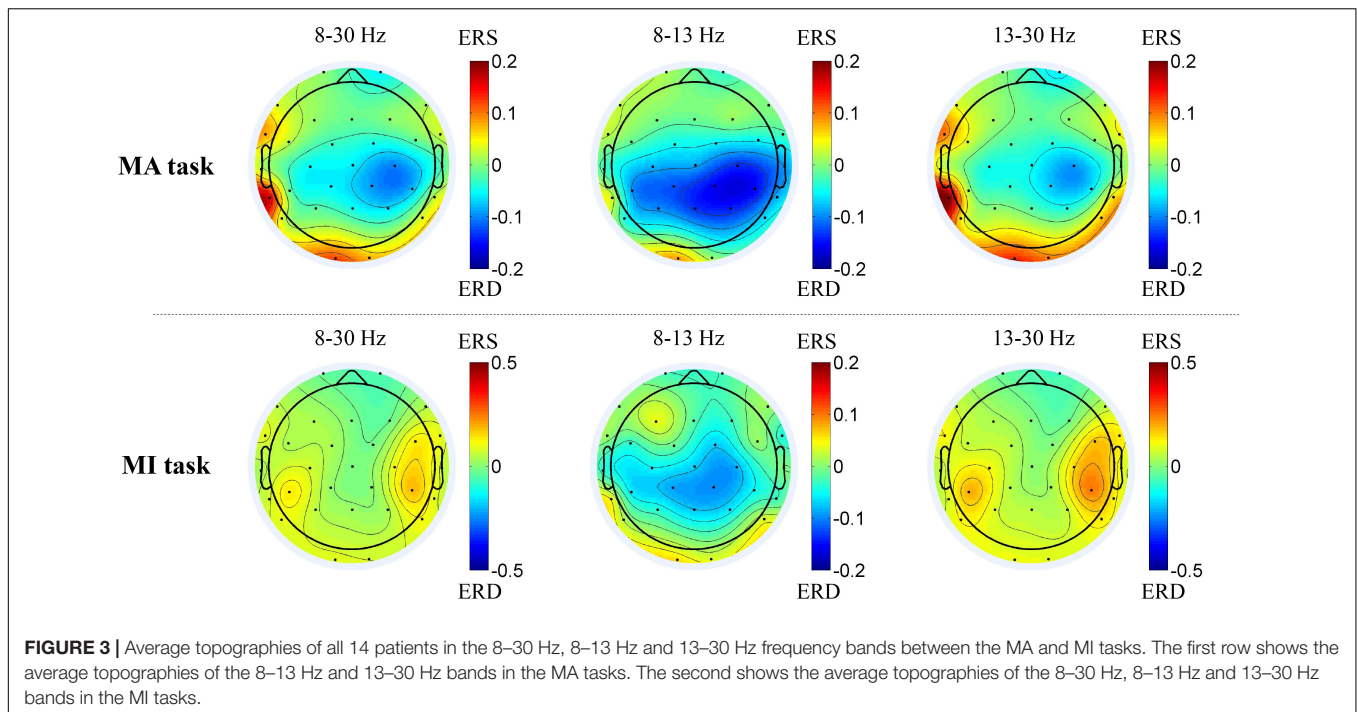 8-30 Hz ERS 8-13 Hz ERS 13-30 Hz ERS
0.2 0.2 0.2
0.1 0.1 0.1
MA task 0 0 0
-0.1 -0.1 -0.1
-0.2 -0.2 -0.2
ERD ERD ERD
8-30 Hz ERS 8-13 Hz ERS 13-30 Hz ERS
0.5 0.2 0.5
0.1
MI task 0 0 0
-0.1
-0.5 -0.2 -0.5
ERD ERD ERD
FIGURE 3 | Average topographies of all 14 patients in the 8–30 Hz, 8–13 Hz and 13–30 Hz frequency bands between the MA and MI tasks. The first row shows the
average topographies of the 8–13 Hz and 13–30 Hz bands in the MA tasks. The second shows the average topographies of the 8–30 Hz, 8–13 Hz and 13–30 Hz
bands in the MI tasks.